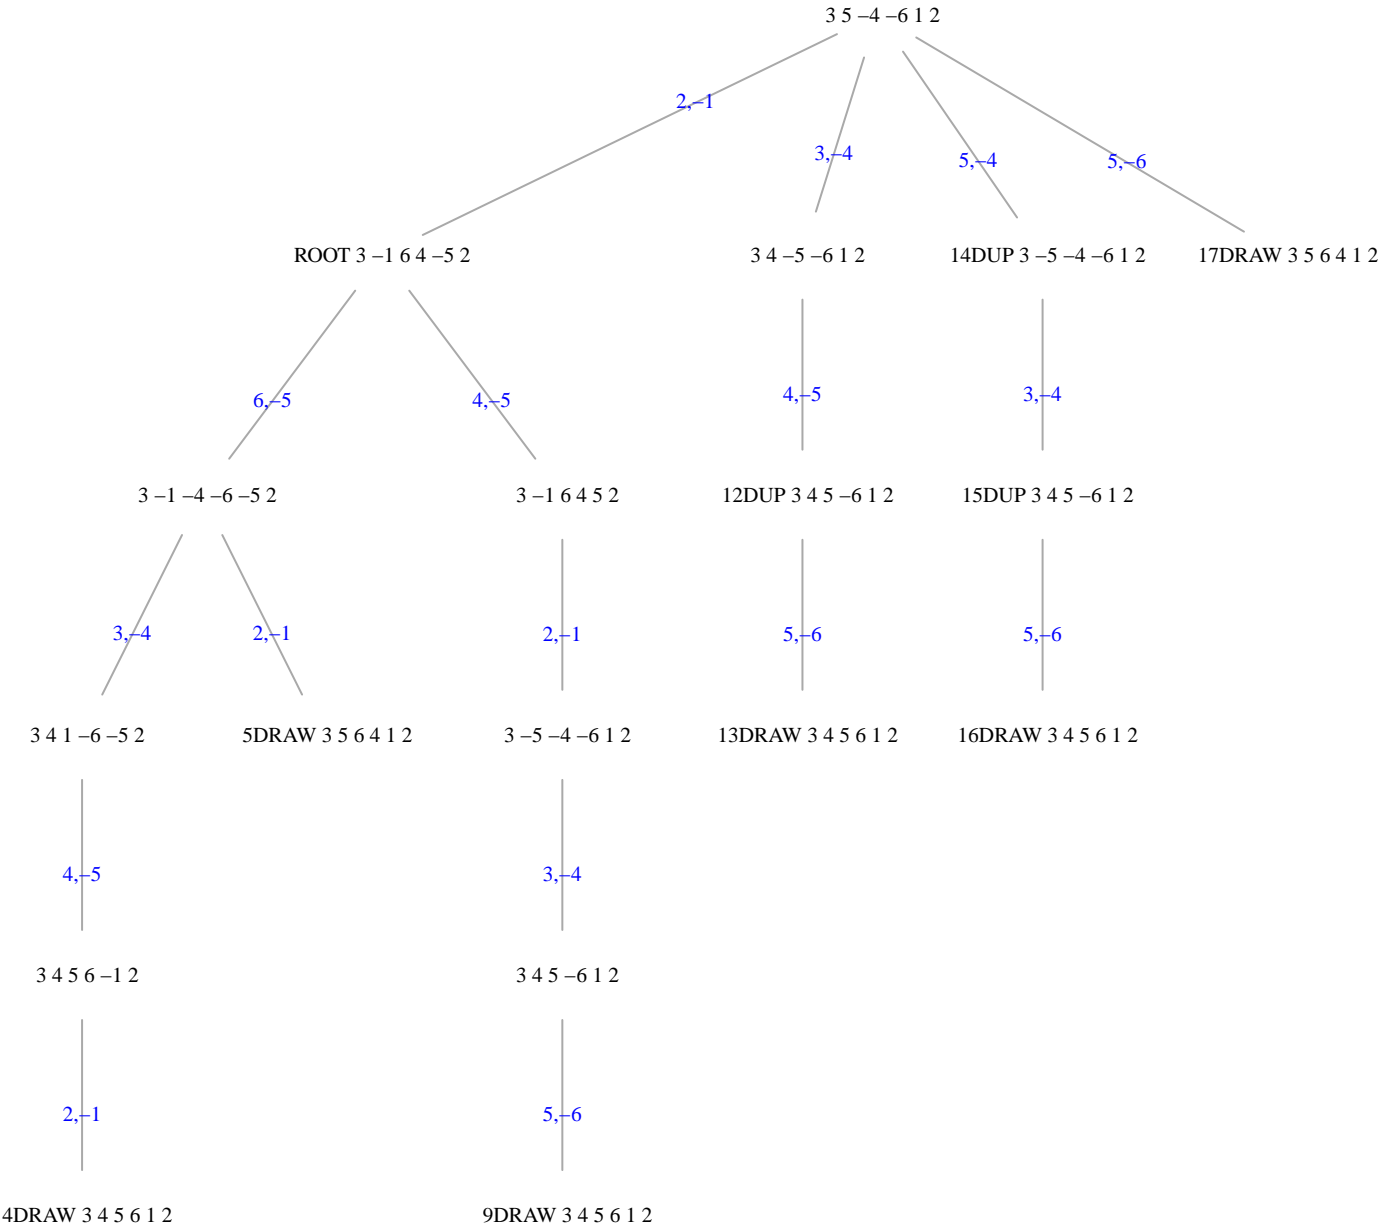 3 5 –4 –6 1 2
2,–1
3,–4
5,–4
5,–6
ROOT 3 –1 6 4 –5 2
3 4 –5 –6 1 2
14DUP 3 –5 –4 –6 1 2
17DRAW 3 5 6 4 1 2
6,–5
4,–5
4,–5
3,–4
3 –1 –4 –6 –5 2
3 –1 6 4 5 2
12DUP 3 4 5 –6 1 2
15DUP 3 4 5 –6 1 2
3,–4
2,–1
2,–1
5,–6
5,–6
3 4 1 –6 –5 2
5DRAW 3 5 6 4 1 2
3 –5 –4 –6 1 2
13DRAW 3 4 5 6 1 2
16DRAW 3 4 5 6 1 2
4,–5
3,–4
3 4 5 6 –1 2
3 4 5 –6 1 2
2,–1
5,–6
4DRAW 3 4 5 6 1 2
9DRAW 3 4 5 6 1 2